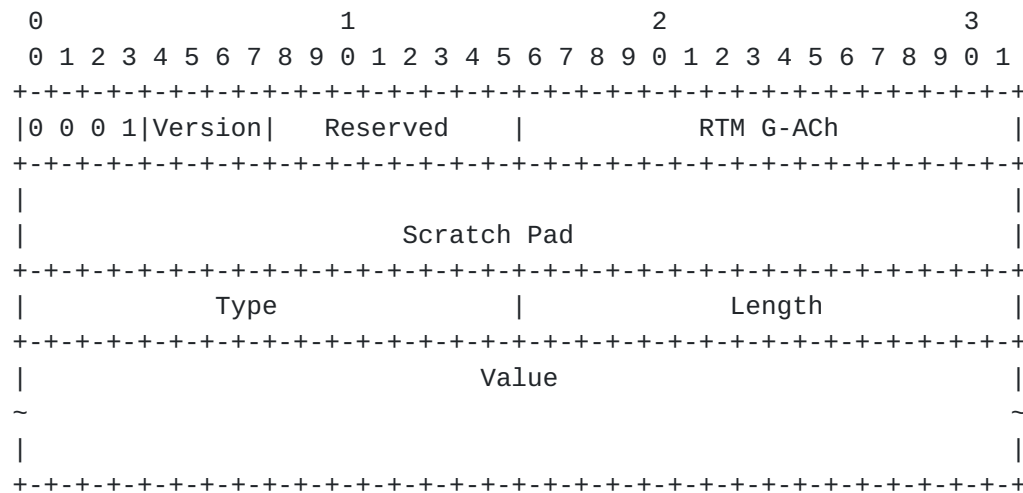 0                   1                   2                   3
 0 1 2 3 4 5 6 7 8 9 0 1 2 3 4 5 6 7 8 9 0 1 2 3 4 5 6 7 8 9 0 1
+-+-+-+-+-+-+-+-+-+-+-+-+-+-+-+-+-+-+-+-+-+-+-+-+-+-+-+-+-+-+-+-+
|0 0 0 1|Version|   Reserved    |           RTM G-ACh           |
+-+-+-+-+-+-+-+-+-+-+-+-+-+-+-+-+-+-+-+-+-+-+-+-+-+-+-+-+-+-+-+-+
|                                                               |
|                        Scratch Pad                            |
+-+-+-+-+-+-+-+-+-+-+-+-+-+-+-+-+-+-+-+-+-+-+-+-+-+-+-+-+-+-+-+-+
|            Type               |             Length            |
+-+-+-+-+-+-+-+-+-+-+-+-+-+-+-+-+-+-+-+-+-+-+-+-+-+-+-+-+-+-+-+-+
|                             Value                             |
~                                                               ~
|                                                               |
+-+-+-+-+-+-+-+-+-+-+-+-+-+-+-+-+-+-+-+-+-+-+-+-+-+-+-+-+-+-+-+-+